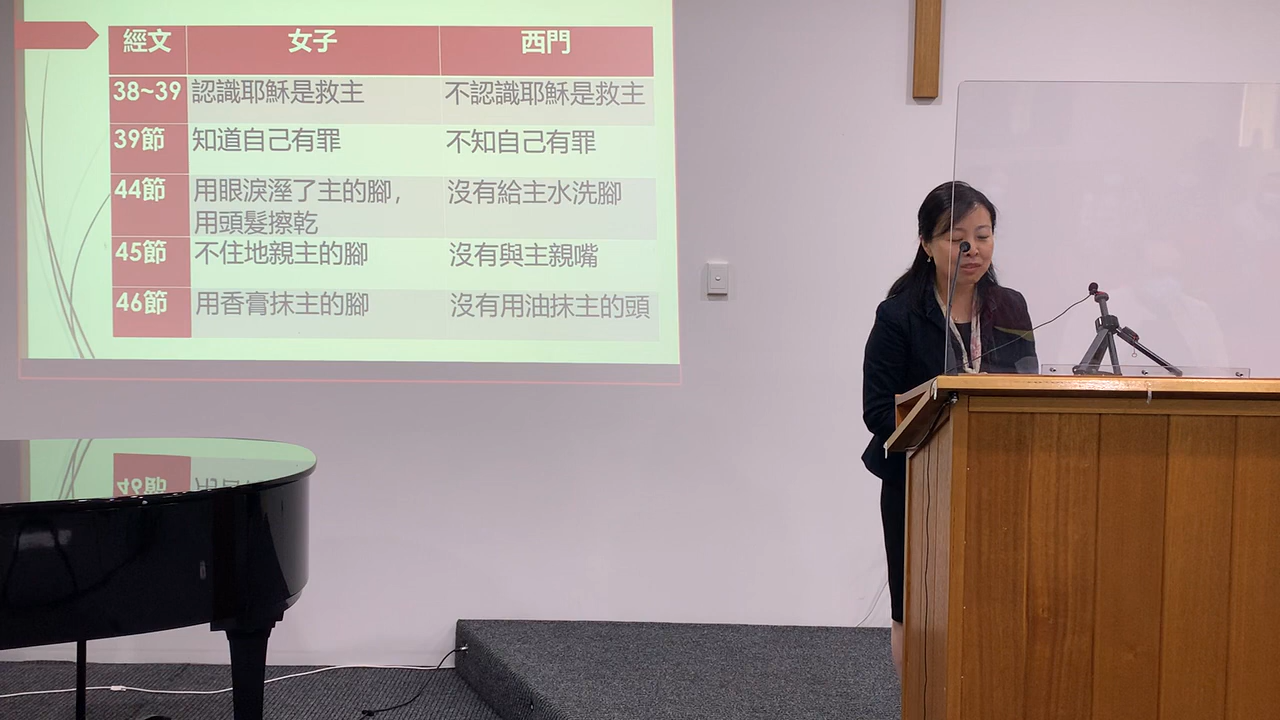 經文 女子 西門
38~39 認識耶穌是救主 不認識耶穌是救主
39節 知道自己有罪 不知自己有罪
44節 用眼淚溼了主的腳， 沒有給主水洗腳
用頭髮擦乾
45節 不住地親主的腳 沒有與主親嘴
46節 用香膏抹主的腳 沒有用油抹主的頭